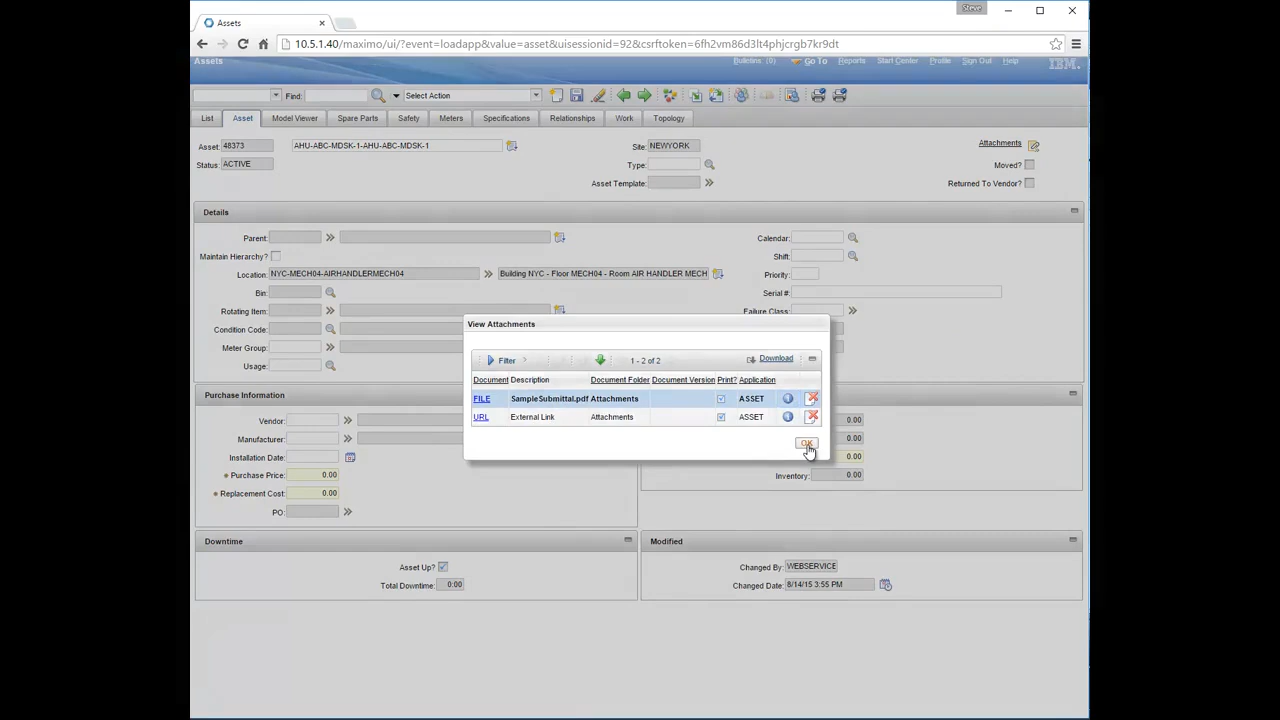 Steve
Assets
10.5.1.40/maximo/ui/?event=loadapp&value=asset&uisessionid=92&csrftoken=6fh2vm86d3lt4phjcrgb7kr9dt
Assets Bulletins: (0) Go To Reports Start Center Profile Sign Out Help IBM.
Find: Select Action
List Asset Model Viewer Spare Parts Safety Meters Specifications Relationships Work Topology
Asset: 48373 AHU-ABC-MDSK-1-AHU-ABC-MDSK-1 Site: NEWYORK Attachments
Status: ACTIVE Type: Moved?
Asset Template: Returned To Vendor?
Details
Parent: Calendar:
Maintain Hierarchy? Shift:
Location: NYC-MECH04-AIRHANDLERMECH04 Building NYC - Floor MECH04 - Room AIR HANDLER MECH Priority:
Bin: Serial #:
Rotating Item: Failure Class:
Condition Code:
Meter Group:
Usage:
View Attachments
Filter 1 - 2 of 2 Download
Document Description Document Folder Document Version Print? Application
FILE SampleSubmittal.pdf Attachments ASSET
URL External Link Attachments ASSET
OK
Purchase Information
Vendor: 0.00
Manufacturer: 0.00
Installation Date: 0.00
Purchase Price: 0.00 Inventory: 0.00
Replacement Cost: 0.00
PO:
Downtime Modified
Asset Up? Changed By: WEBSERVICE
Total Downtime: 0:00 Changed Date: 8/14/15 3:55 PM